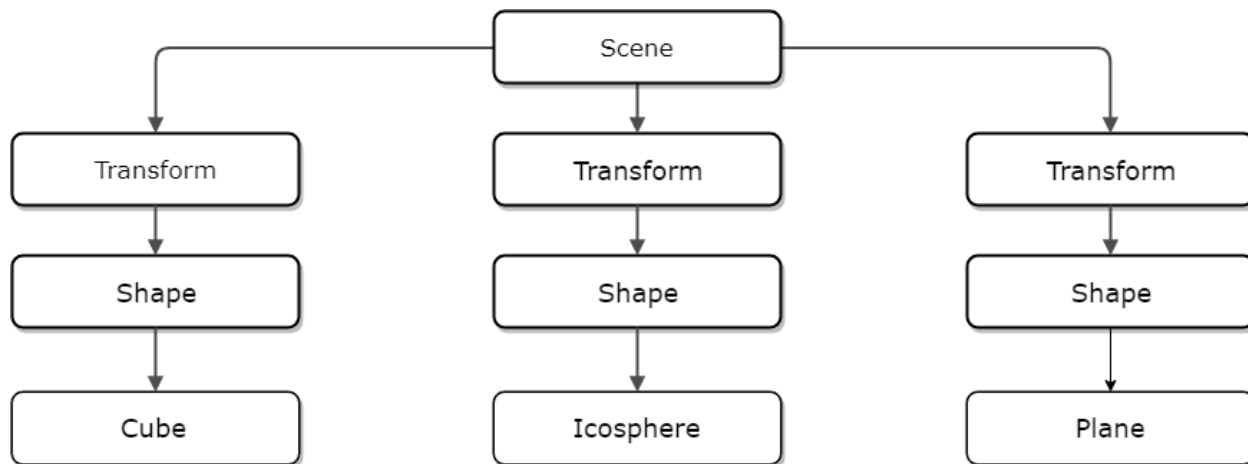 Scene
Transform
Transform
Transform
Shape
Shape
Shape
Cube
Icosphere
Plane